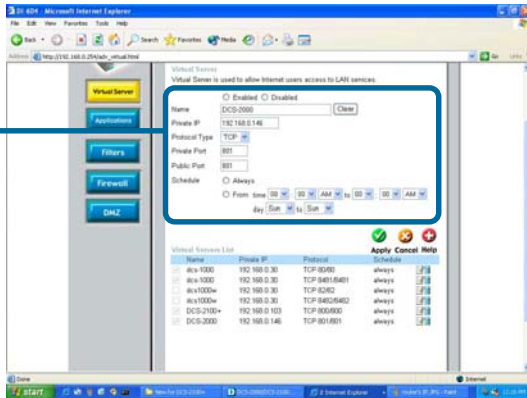 DI-604 - Microsoft Internet Explorer
File Edit View Favorites Tools Help
Back Search Favorites Media
Address http://192.168.0.254/adv_virtual.html Go Links
Virtual Server
Virtual Server is used to allow Internet users access to LAN services.
Virtual Server
Enabled Disabled
Name DCS-2000 Clear
Applications
Private IP 192.168.0.146
Protocol Type TCP
Filters
Private Port 801
Public Port 801
Firewall
Schedule Always
From time 00 : 00 AM to 00 : 00 AM
day Sun to Sun
DMZ
Apply Cancel Help
Virtual Servers List
Name Private IP Protocol Schedule
dcs-1000 192.168.0.30 TCP 80/80 always
dcs-1000 192.168.0.30 TCP 8481/8481 always
dcs1000w 192.168.0.30 TCP 82/82 always
dcs1000w 192.168.0.30 TCP 8482/8482 always
DCS-2100+ 192.168.0.103 TCP 800/800 always
DCS-2000 192.168.0.146 TCP 801/801 always
Done Internet
start